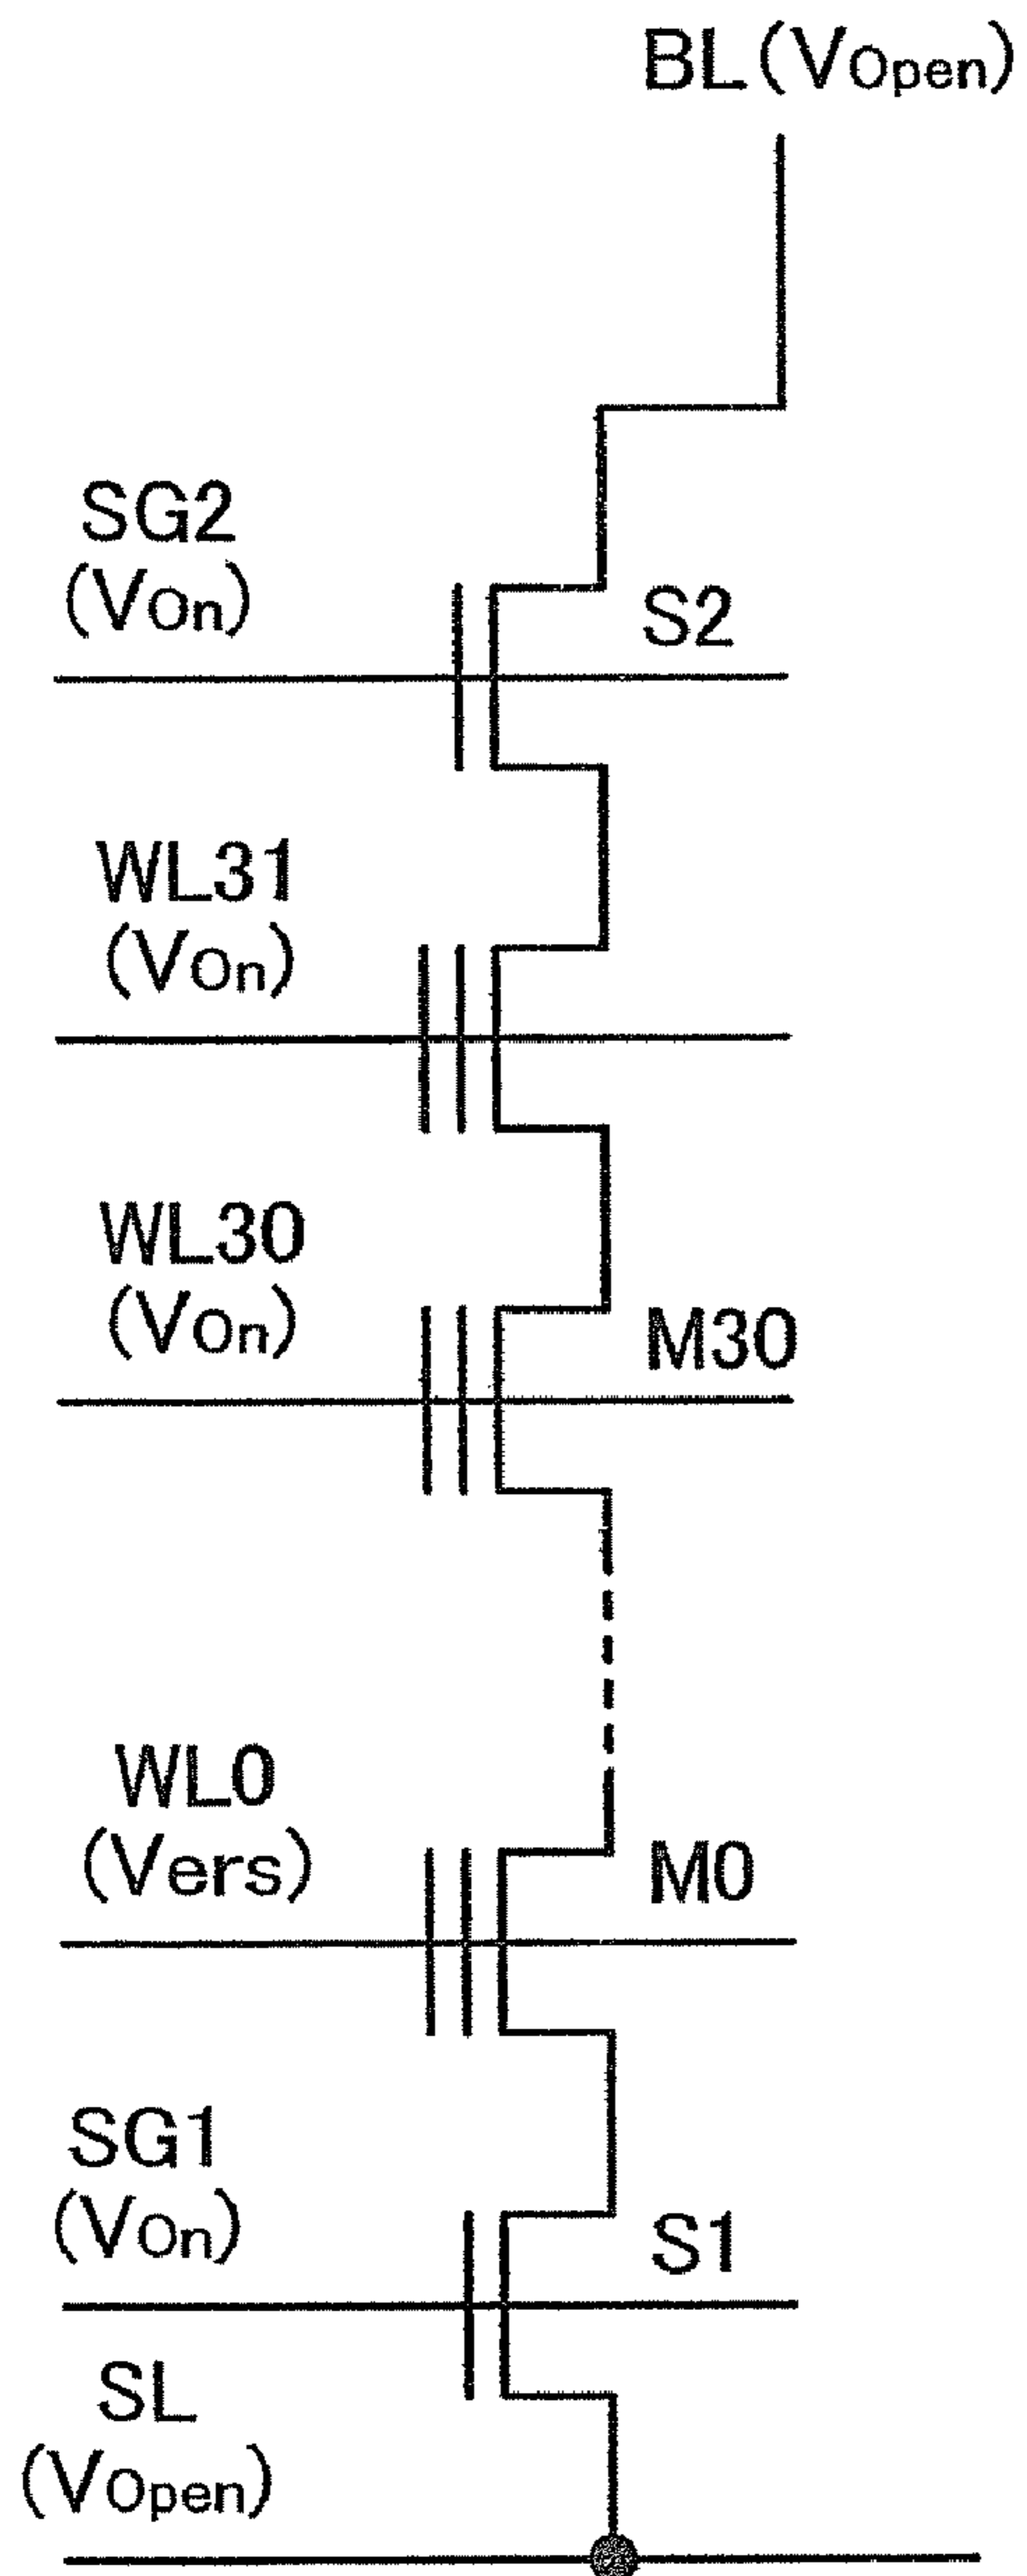 BL(VOpen)
SG2
(VOn)
S2
WL31
(VOn)
WL30
(VOn)
M30
WL0
(Vers)
M0
SG1
(VOn)
S1
SL
(VOpen)